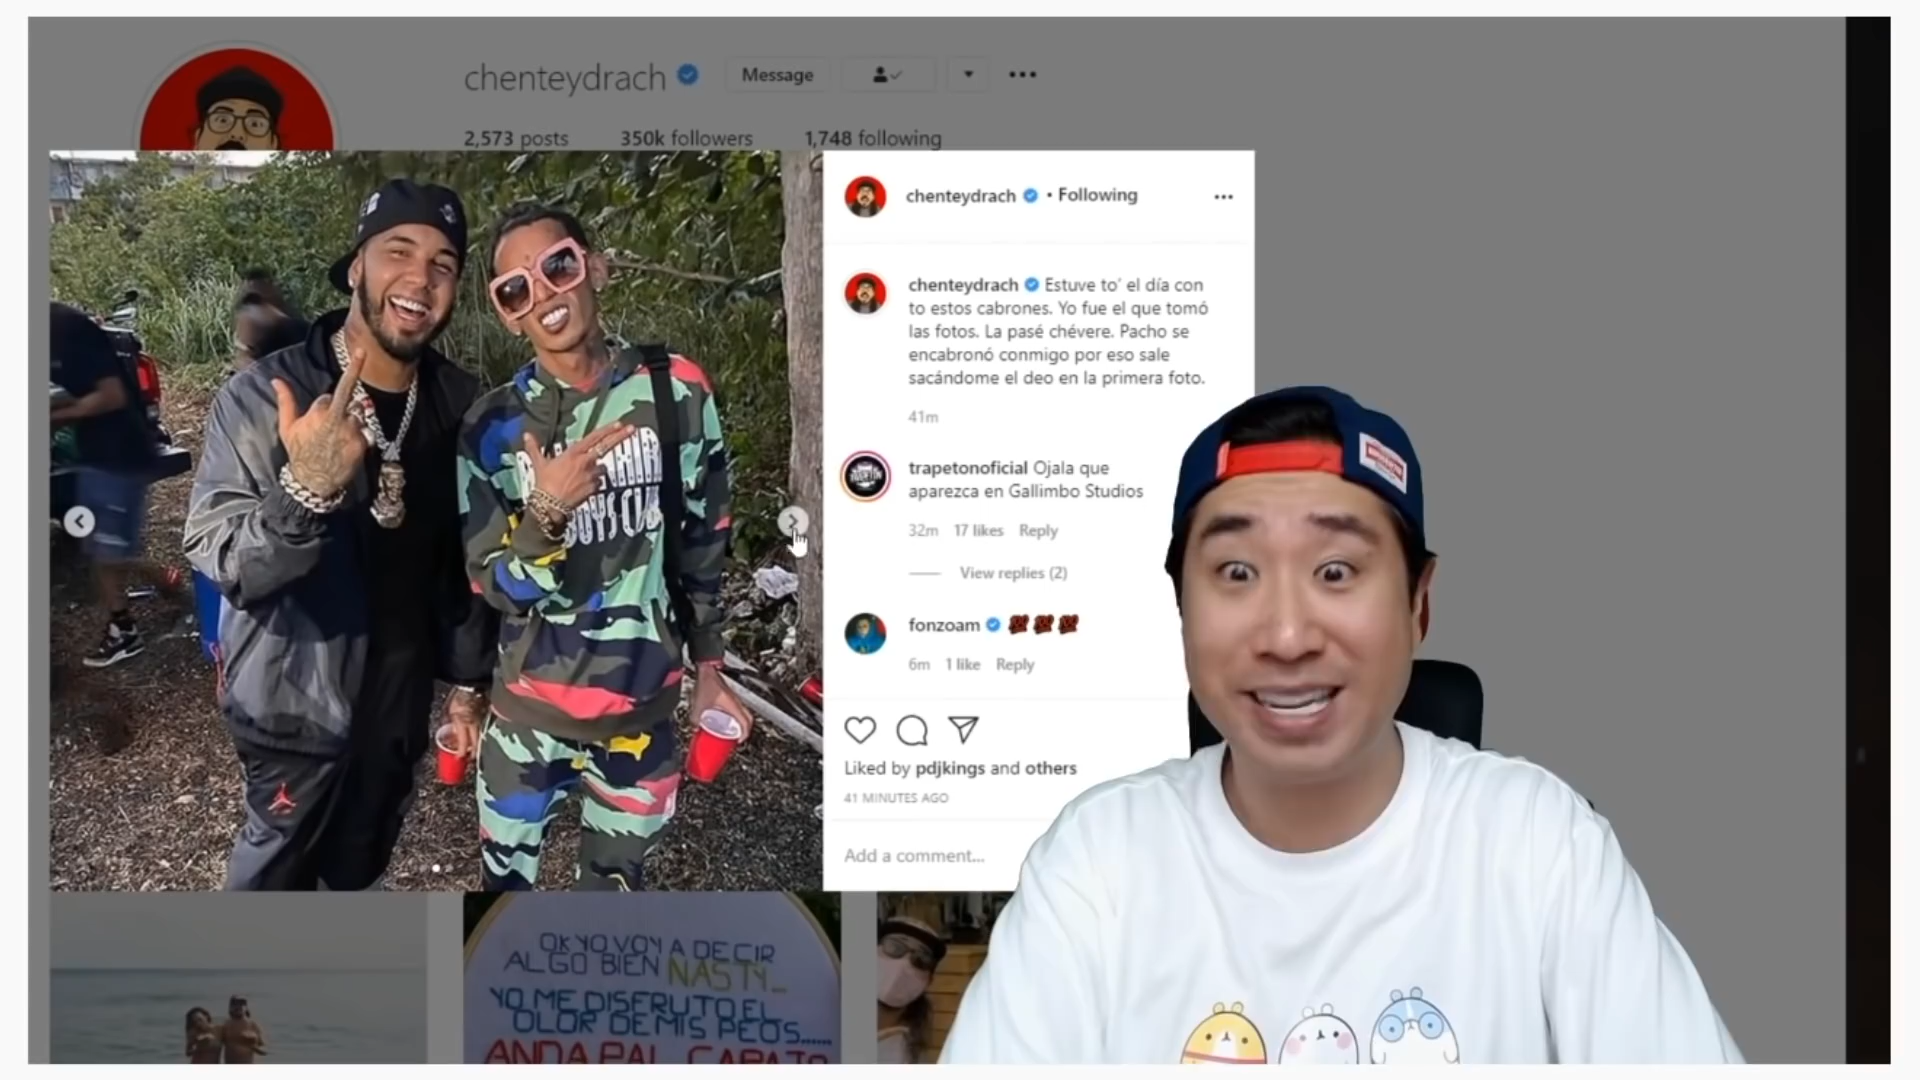 chenteydrach Message
2,573 posts 350k followers 1,748 following
chenteydrach • Following
chenteydrach Estuve to' el día con
to estos cabrones. Yo fue el que tomó
las fotos. La pasé chévere. Pacho se
encabronó conmigo por eso sale
sacándome el deo en la primera foto.
41m
trapetonoficial Ojala que
aparezca en Gallimbo Studios
32m 17 likes Reply
View replies (2)
fonzoam 💯 💯 💯
6m 1 like Reply
Liked by pdjkings and others
41 MINUTES AGO
Add a comment...
BOYS CLUB
OK YO VOY A DECIR
ALGO BIEN NASTY...
YO ME DISFRUTO EL
OLOR DE MIS PEOS.....
ANDA PAL CARAJO